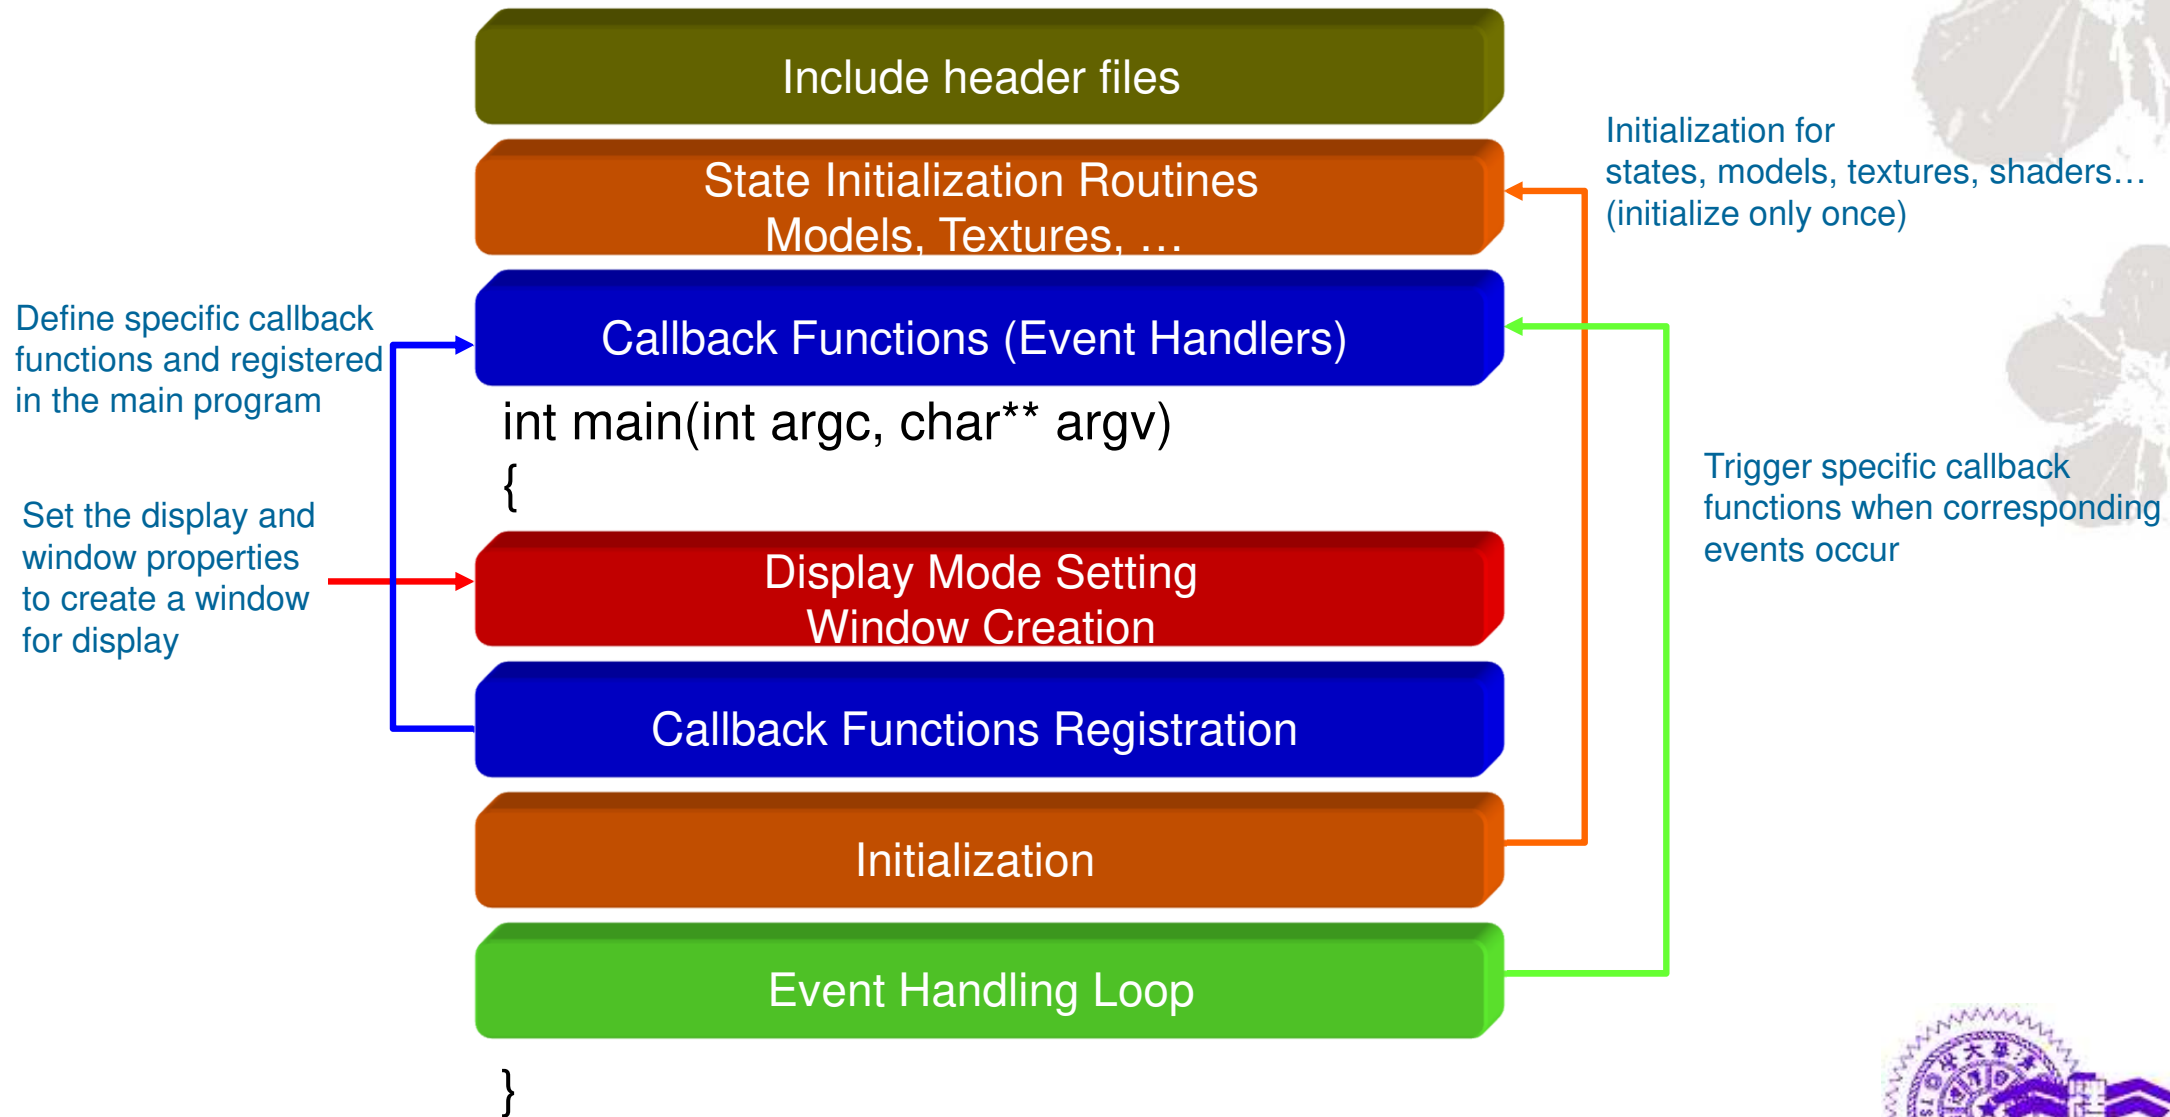 Include header files
State Initialization Routines
Models, Textures, …
Initialization for
states, models, textures, shaders…
(initialize only once)
Callback Functions (Event Handlers)
Define specific callback
functions and registered
in the main program
int main(int argc, char** argv)
{
Trigger specific callback
functions when corresponding
events occur
Set the display and
window properties
to create a window
for display
Display Mode Setting
Window Creation
Callback Functions Registration
Initialization
Event Handling Loop
}